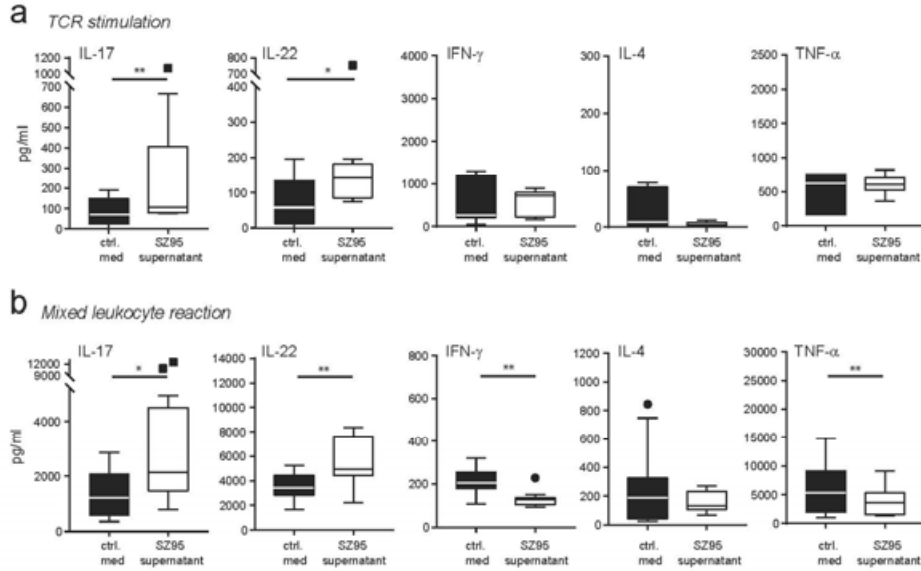 a TCR stimulation
IL-17
1200
1000
700
600
500
400
300
200
100
0
pg/ml
**
ctrl.
med
SZ95
supernatant
IL-22
800
700
400
300
200
100
0
*
ctrl.
med
SZ95
supernatant
IFN-γ
4000
3000
2000
1000
0
ctrl.
med
SZ95
supernatant
IL-4
300
200
100
0
ctrl.
med
SZ95
supernatant
TNF-α
2500
2000
1500
1000
500
0
ctrl.
med
SZ95
supernatant
b Mixed leukocyte reaction
IL-17
12000
9000
4000
2000
0
pg/ml
*
ctrl.
med
SZ95
supernatant
IL-22
14000
12000
10000
8000
6000
4000
2000
0
**
ctrl.
med
SZ95
supernatant
IFN-γ
800
600
400
200
0
**
ctrl.
med
SZ95
supernatant
IL-4
1200
1000
800
600
400
200
0
ctrl.
med
SZ95
supernatant
TNF-α
30000
25000
20000
15000
10000
5000
0
**
ctrl.
med
SZ95
supernatant